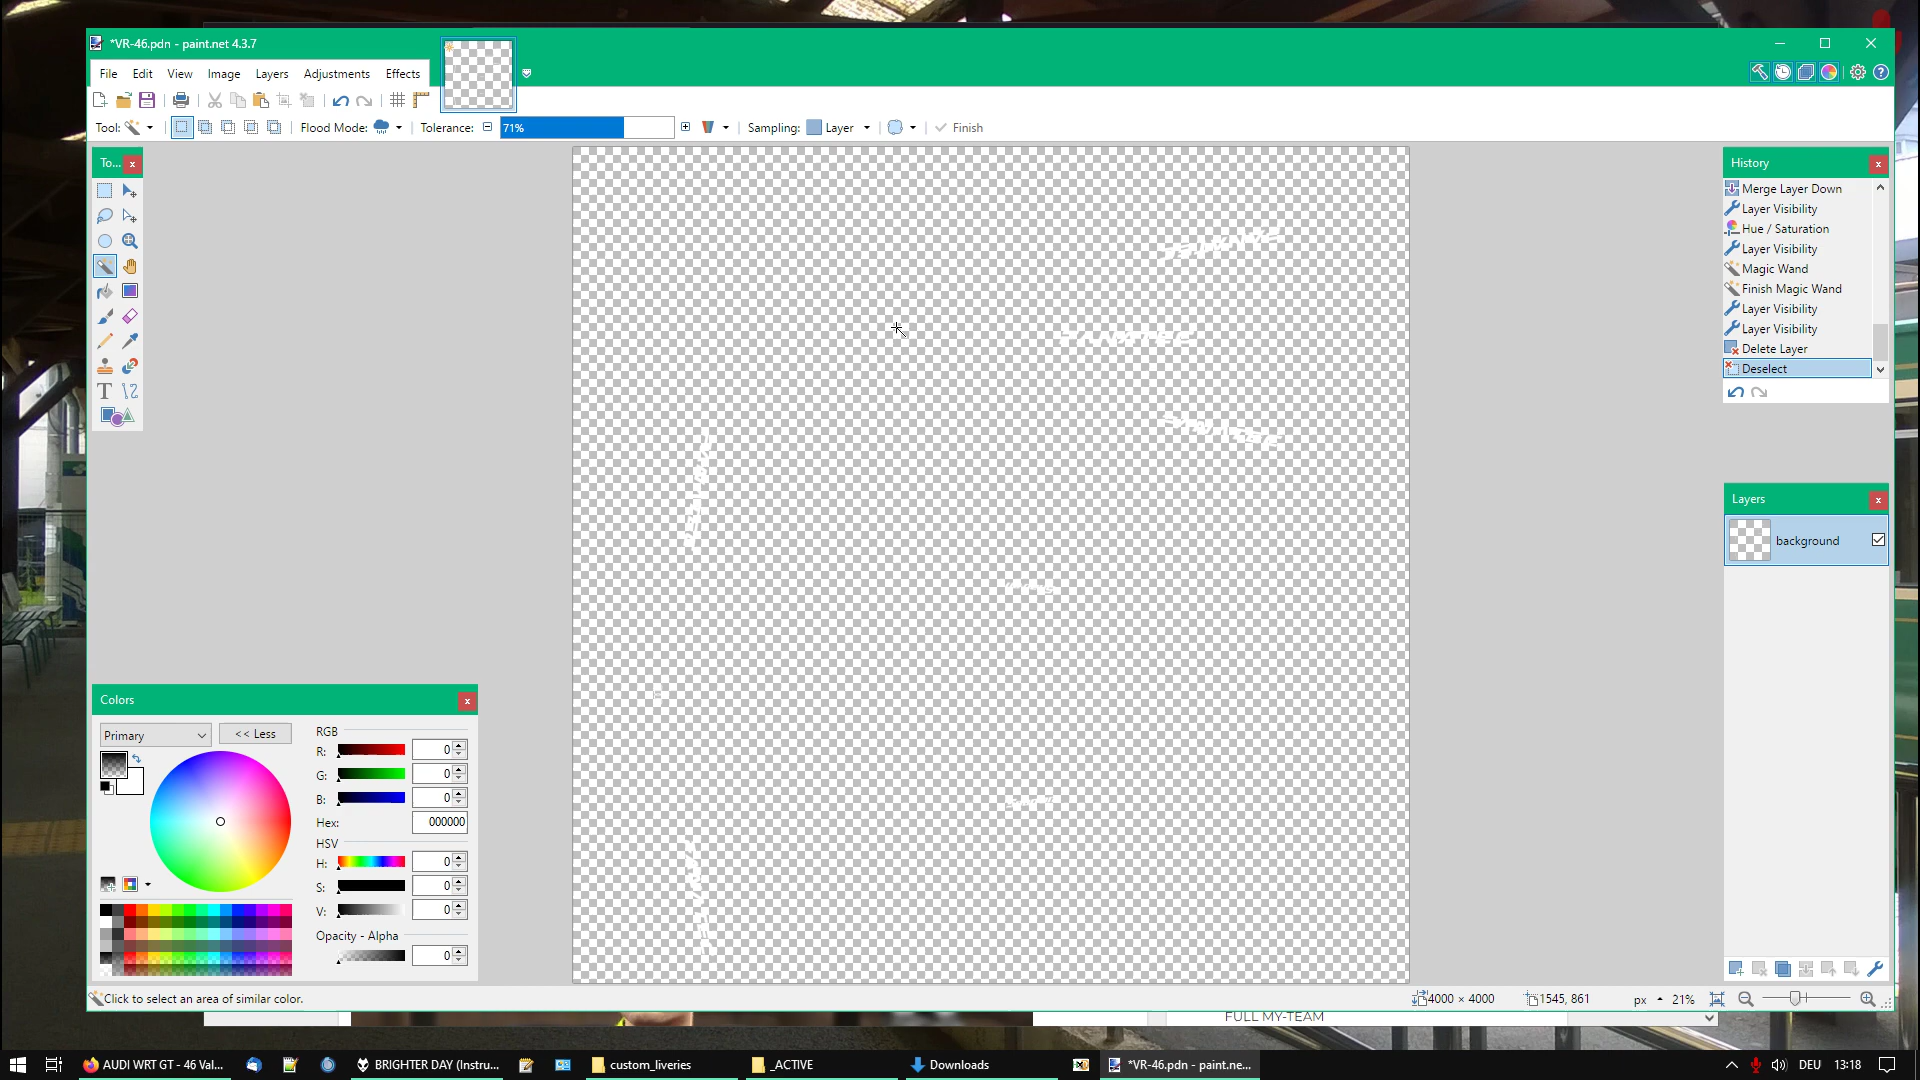 *VR-46.pdn - paint.net 4.3.7
File Edit View Image Layers Adjustments Effects
Tool: Flood Mode: Tolerance: 71% Sampling: Layer Finish
To...
History
Merge Layer Down
Layer Visibility
Hue / Saturation
Layer Visibility
Magic Wand
Finish Magic Wand
Layer Visibility
Layer Visibility
Delete Layer
Deselect
Layers
background
Colors
Primary
<< Less
RGB
R: 0
G: 0
B: 0
Hex: 000000
HSV
H: 0
S: 0
V: 0
Opacity - Alpha
0
Click to select an area of similar color.
4000 × 4000
1545, 861
px
21%
FULL MY-TEAM
AUDI WRT GT - 46 Val...
BRIGHTER DAY (Instru...
custom_liveries
_ACTIVE
Downloads
*VR-46.pdn - paint.ne...
DEU
13:18